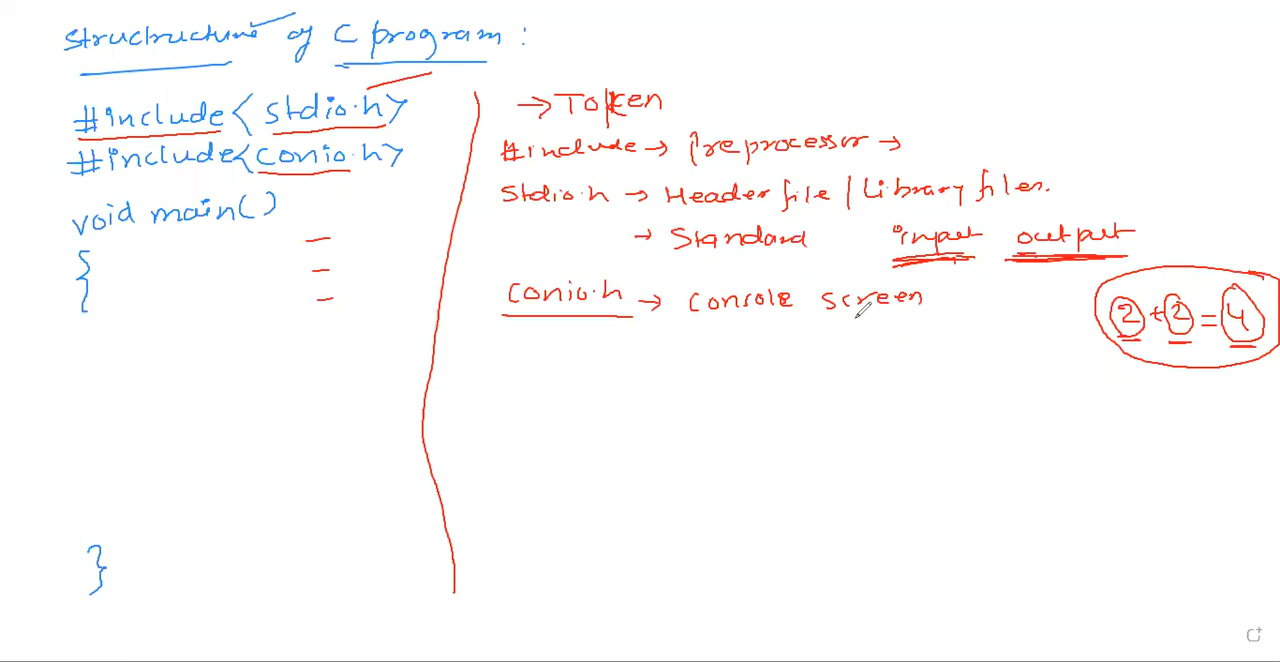 Structructure of C program :
#include< stdio.h>
#include<conio.h>
void main()
{
}
→ Token
#include → Preprocessor →
Stdio.h → Header file / Library files.
→ Standard input output
Conio.h → Console screen
2+2=4